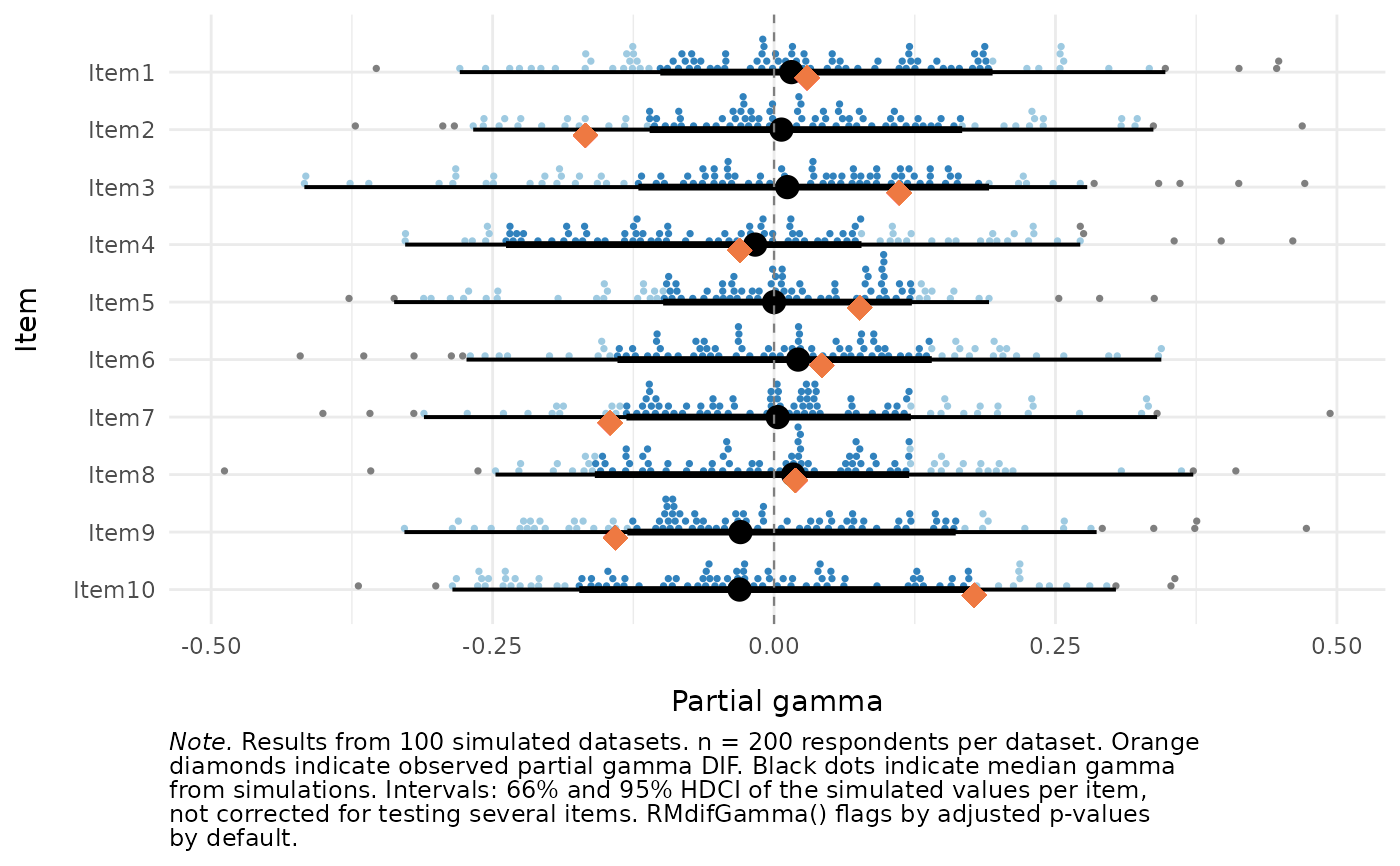 Item
Item1
Item2
Item3
Item4
Item5
Item6
Item7
Item8
Item9
Item10
-0.50 -0.25 0.00 0.25 0.50
Partial gamma
Note. Results from 100 simulated datasets. n = 200 respondents per dataset. Orange
diamonds indicate observed partial gamma DIF. Black dots indicate median gamma
from simulations. Intervals: 66% and 95% HDCI of the simulated values per item,
not corrected for testing several items. RMdifGamma() flags by adjusted p-values
by default.